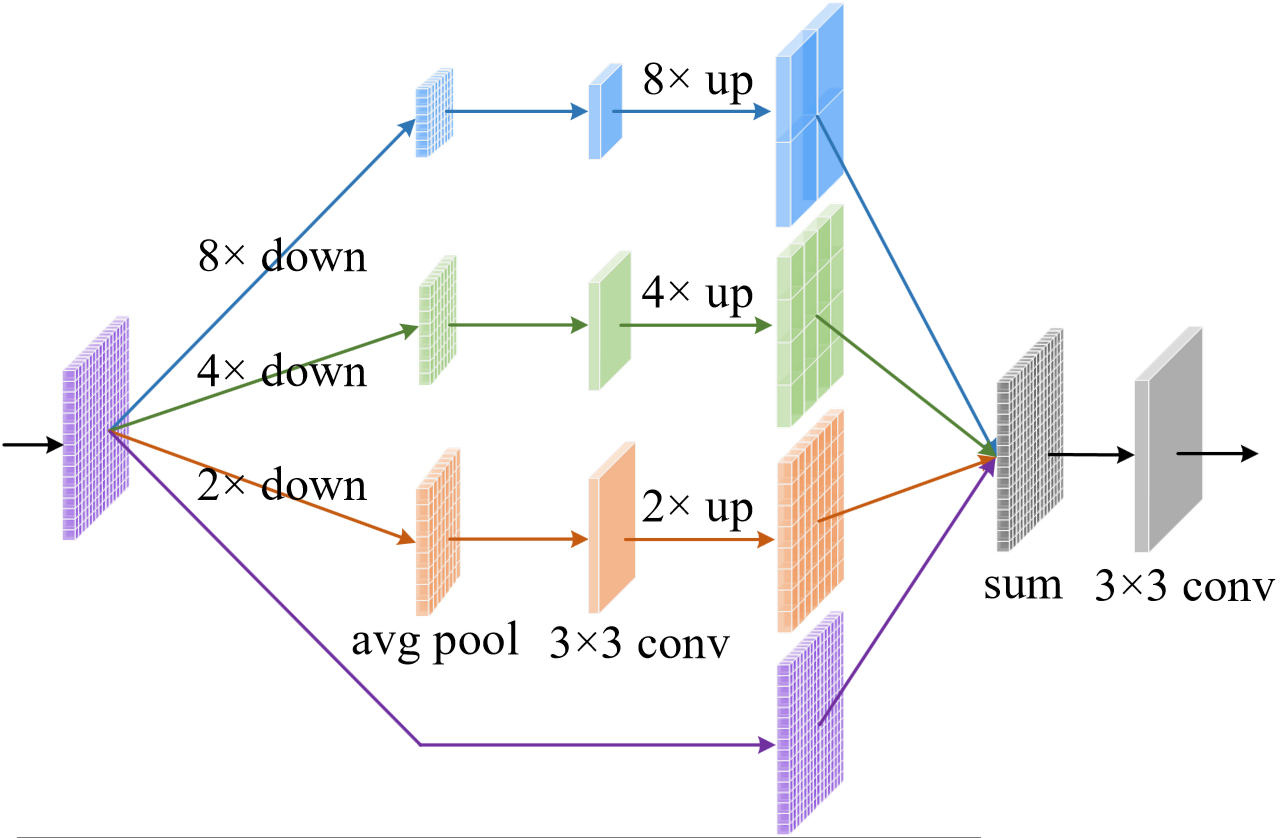 8× up
8× down
4× up
4× down
2× down
2× up
sum
3×3 conv
avg pool
3×3 conv